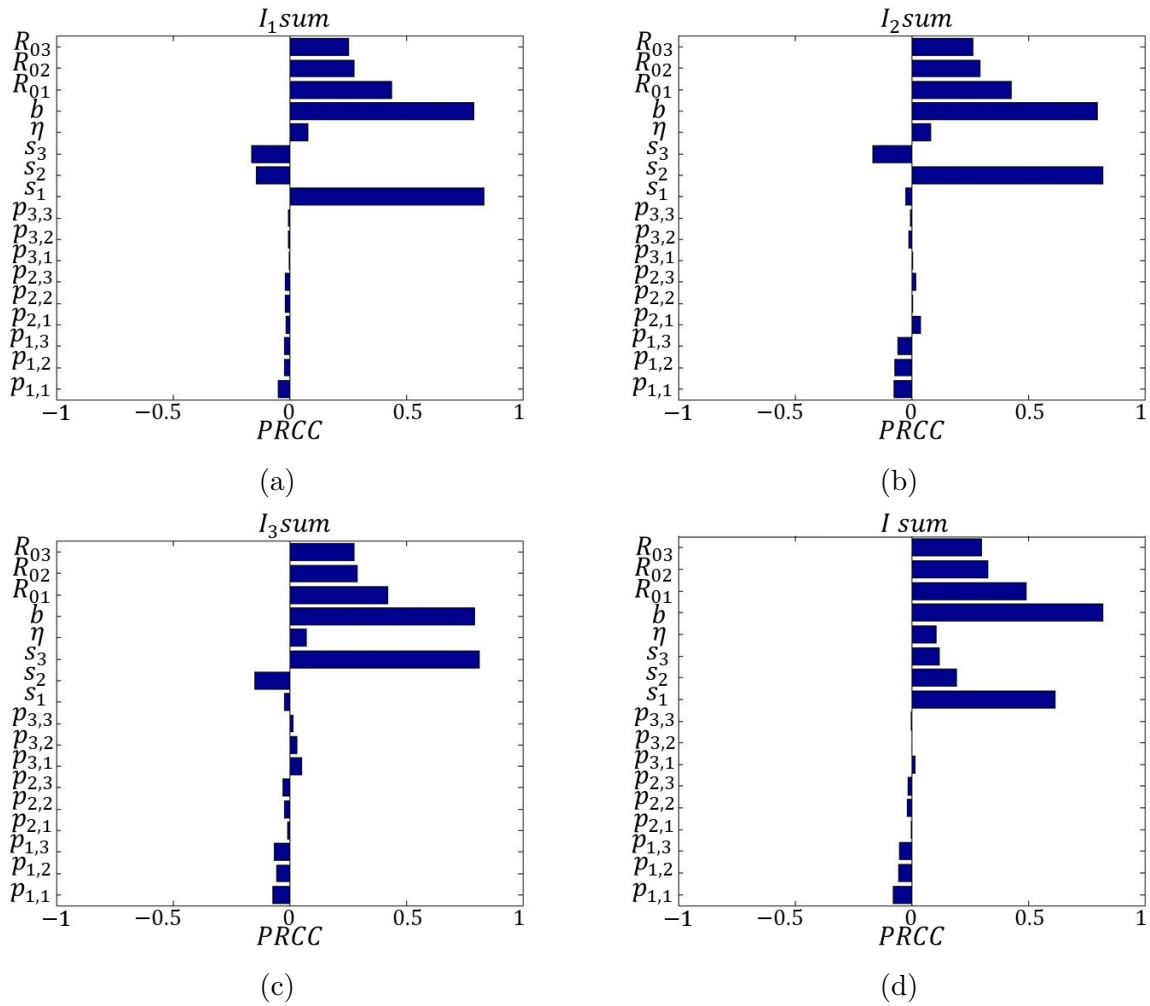 I₁sum
R₀₃
R₀₂
R₀₁
b
η
s₃
s₂
s₁
p₃,₃
p₃,₂
p₃,₁
p₂,₃
p₂,₂
p₂,₁
p₁,₃
p₁,₂
p₁,₁
−1 −0.5 0 0.5 1
PRCC
(a)
I₂sum
R₀₃
R₀₂
R₀₁
b
η
s₃
s₂
s₁
p₃,₃
p₃,₂
p₃,₁
p₂,₃
p₂,₂
p₂,₁
p₁,₃
p₁,₂
p₁,₁
−1 −0.5 0 0.5 1
PRCC
(b)
I₃sum
R₀₃
R₀₂
R₀₁
b
η
s₃
s₂
s₁
p₃,₃
p₃,₂
p₃,₁
p₂,₃
p₂,₂
p₂,₁
p₁,₃
p₁,₂
p₁,₁
−1 −0.5 0 0.5 1
PRCC
(c)
I sum
R₀₃
R₀₂
R₀₁
b
η
s₃
s₂
s₁
p₃,₃
p₃,₂
p₃,₁
p₂,₃
p₂,₂
p₂,₁
p₁,₃
p₁,₂
p₁,₁
−1 −0.5 0 0.5 1
PRCC
(d)